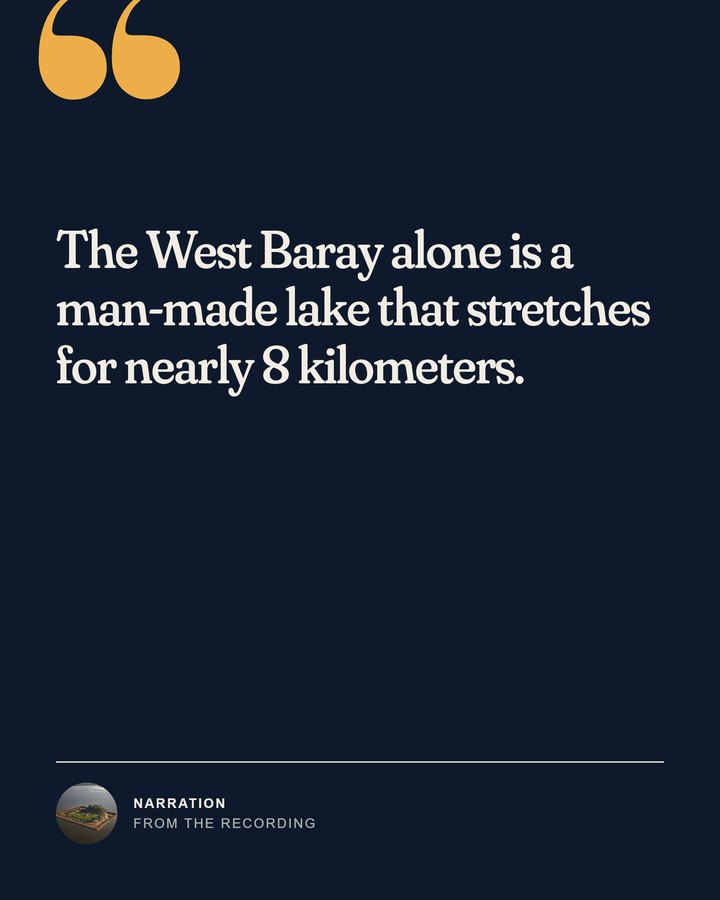 The West Baray alone is a
man-made lake that stretches
for nearly 8 kilometers.
NARRATION
FROM THE RECORDING